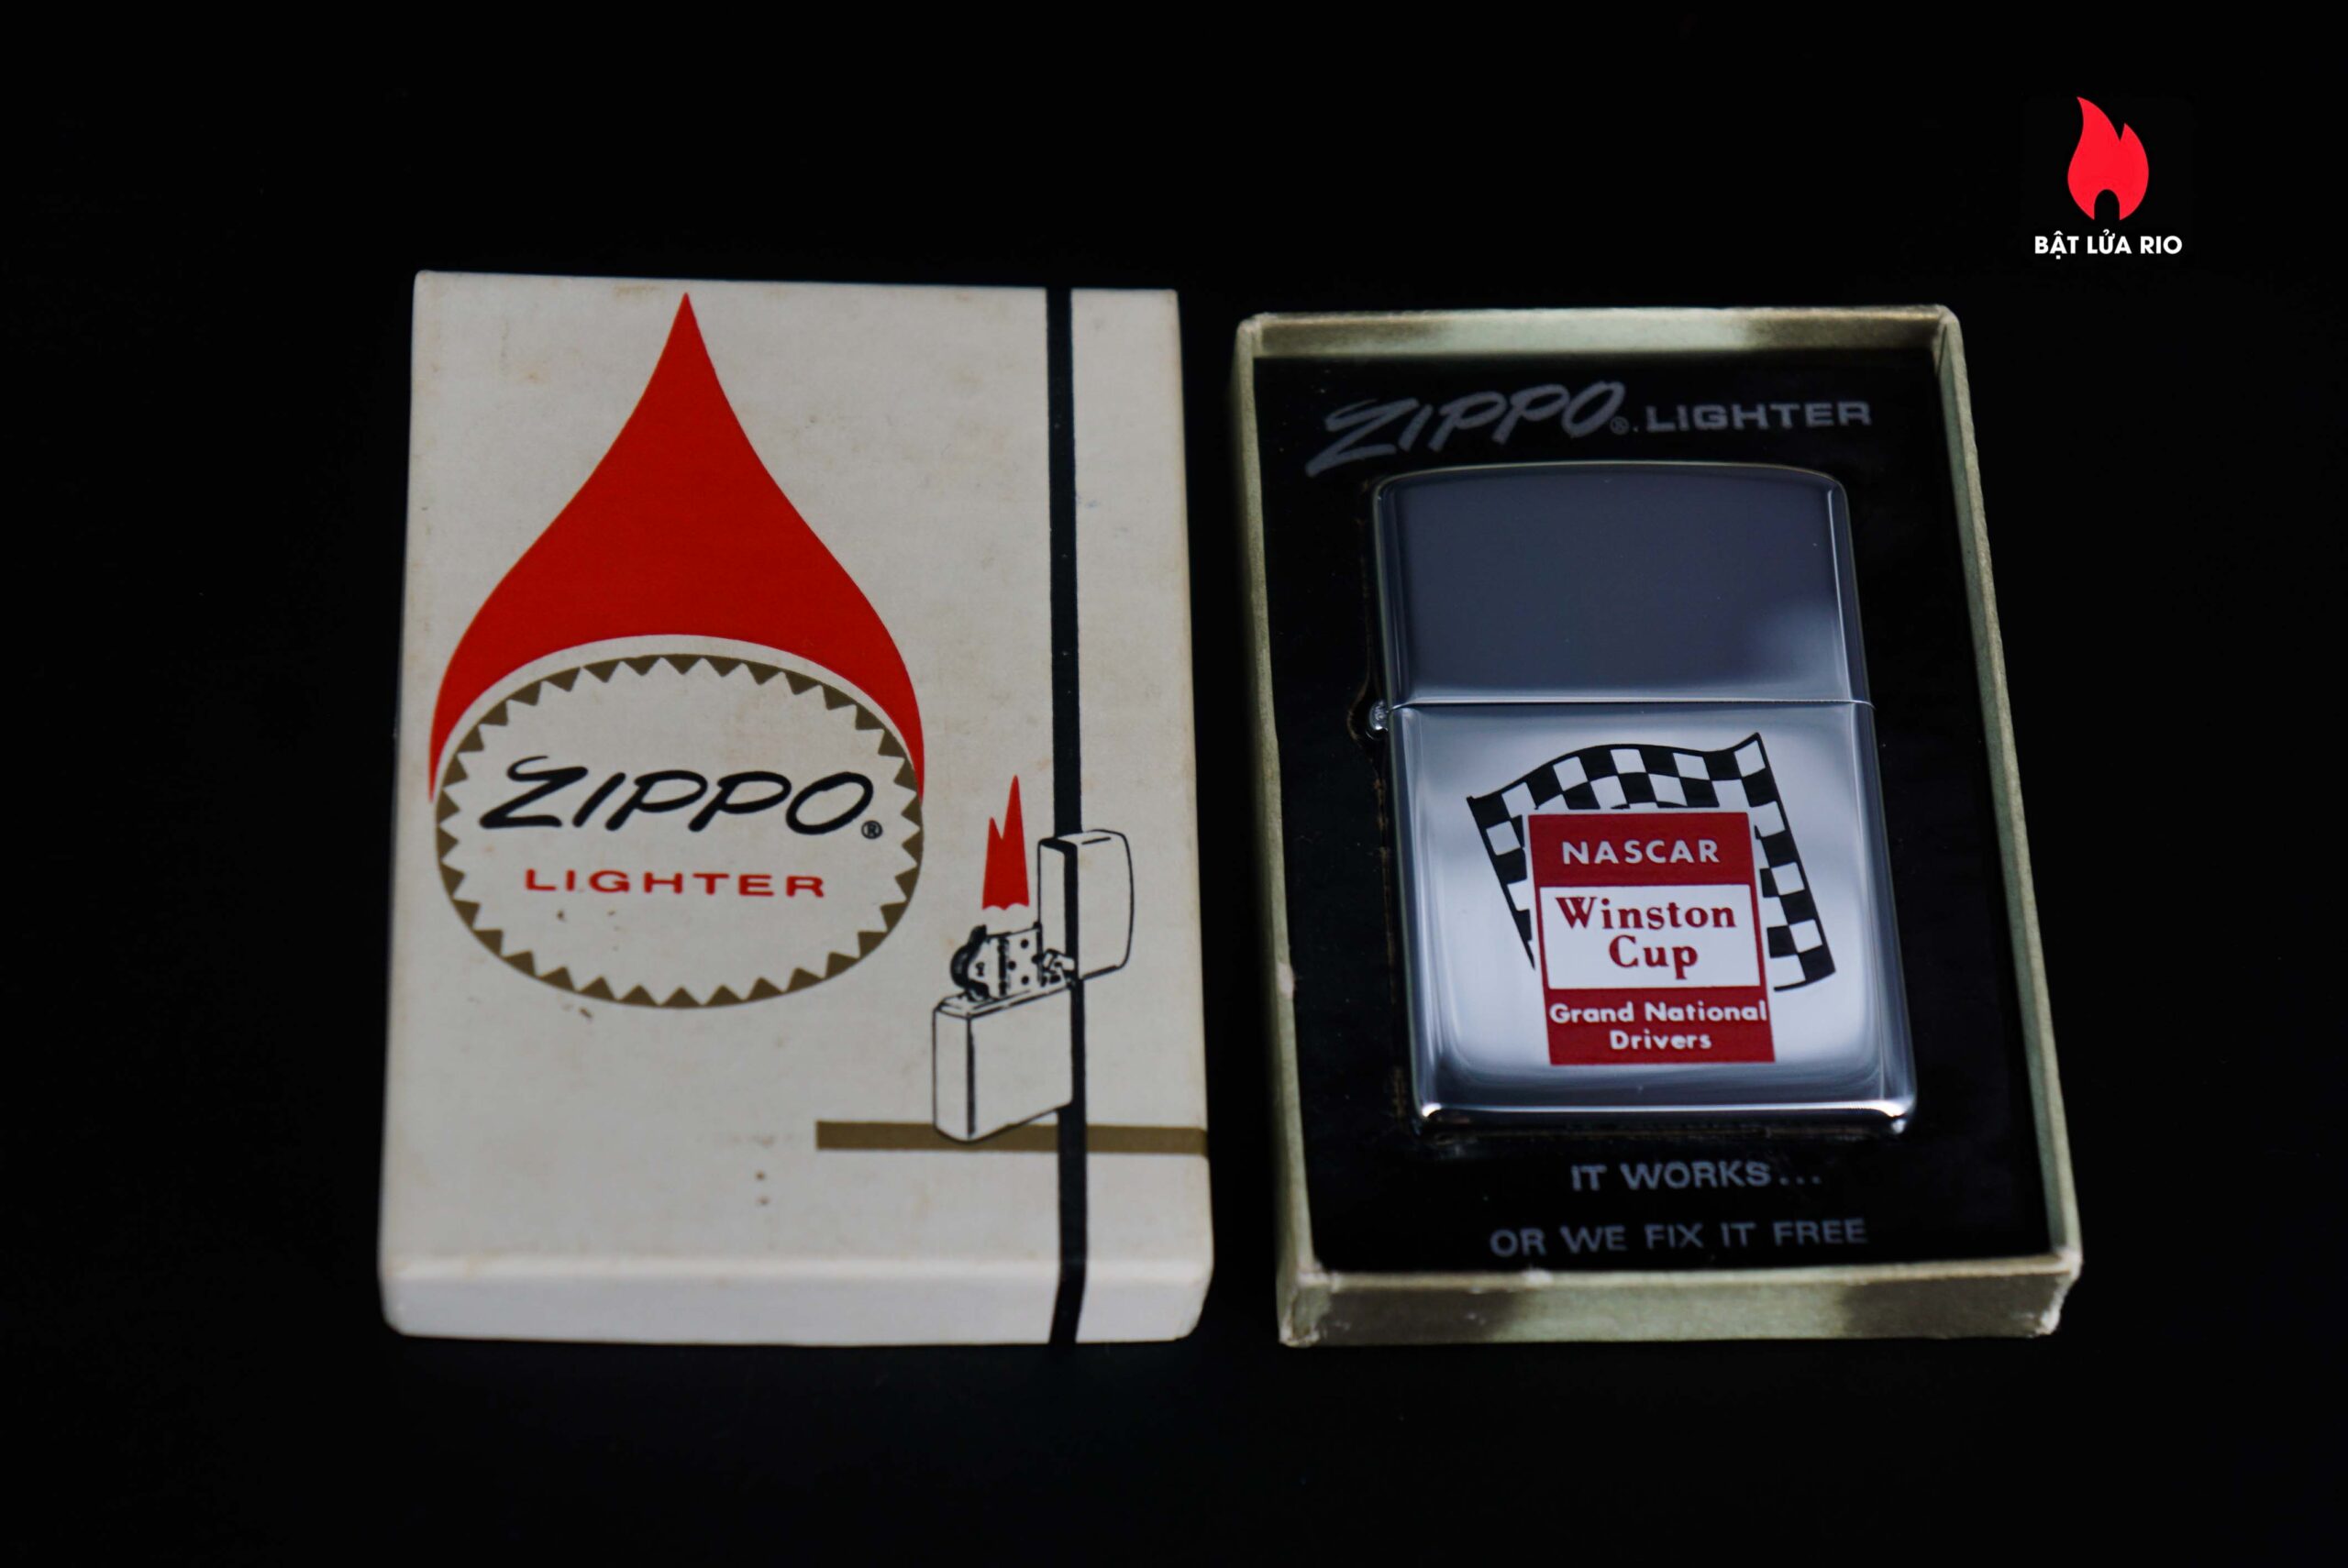 BẬT LỬA RIO
ZIPPO®
LIGHTER
ZIPPO®. LIGHTER
NASCAR
Winston
Cup
Grand National
Drivers
IT WORKS...
OR WE FIX IT FREE